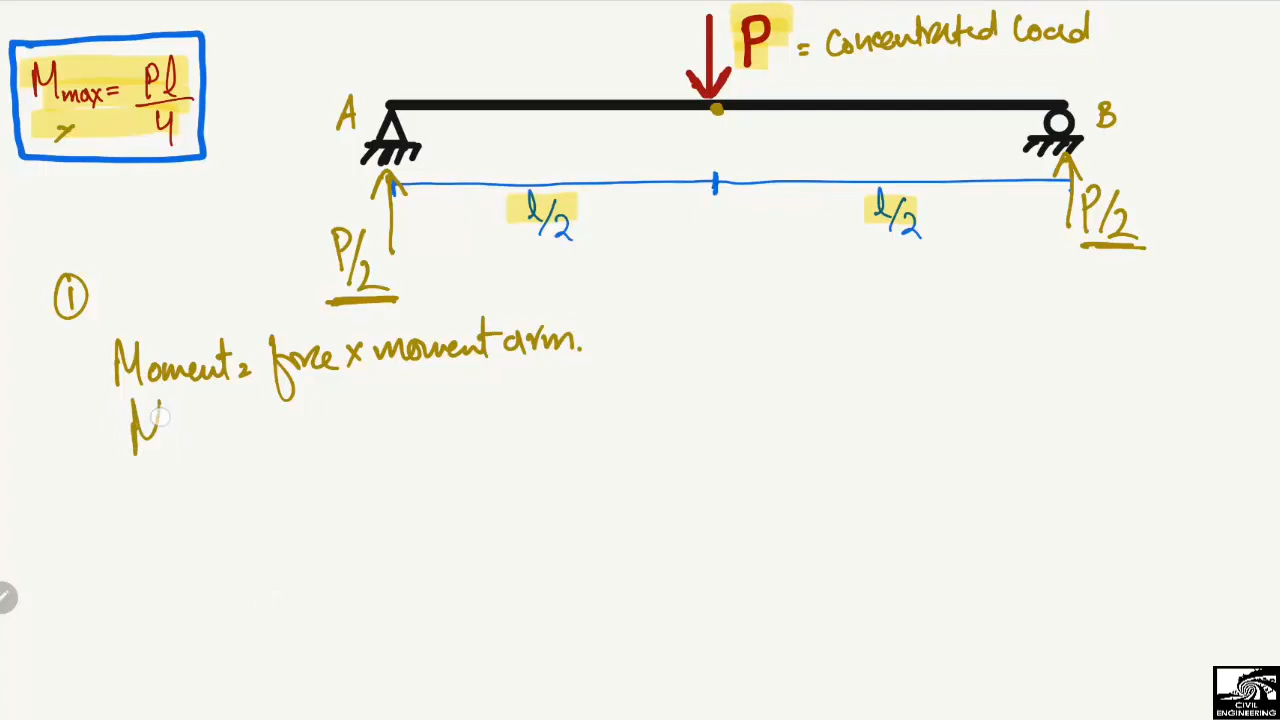 P = Concentrated Load
Mmax = Pl/4
A
B
l/2
l/2
P/2
P/2
①
Moment = force x moment arm.
M
CIVIL
ENGINEERING